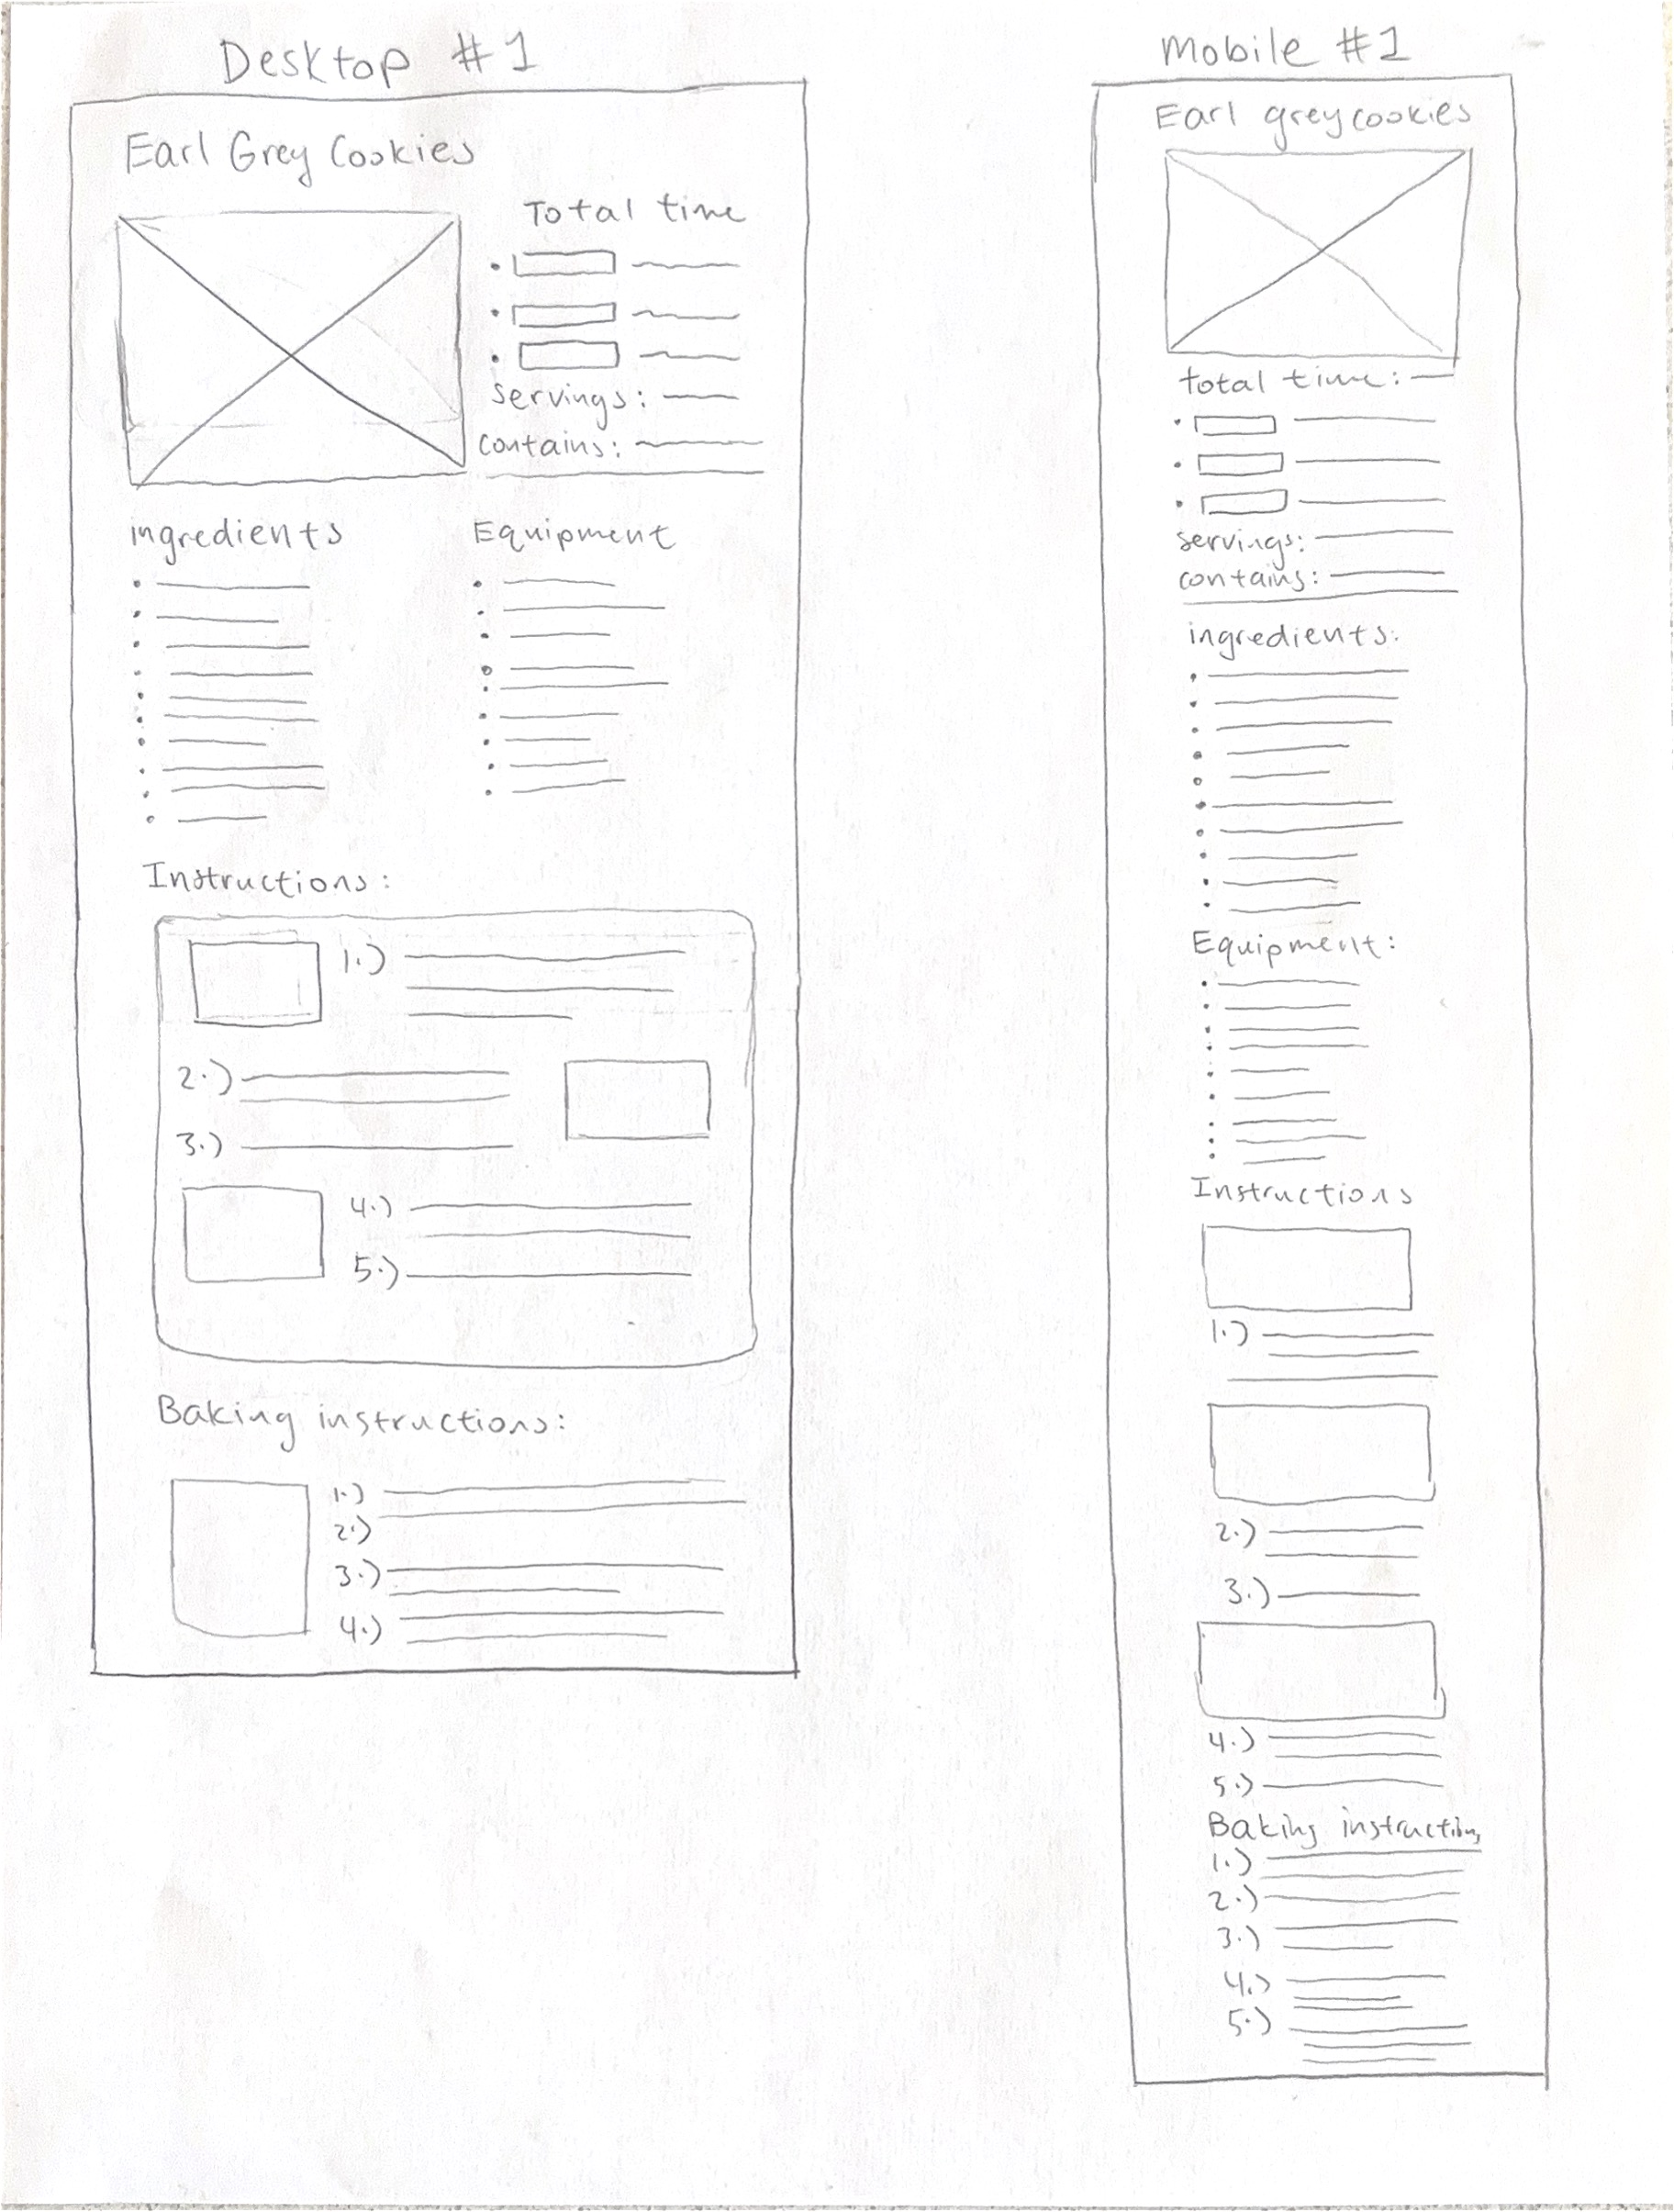 Desktop #1
Earl Grey Cookies
Total time
servings:
contains:
ingredients
Equipment
Instructions:
1.)
2.)
3.)
4.)
5.)
Baking instructions:
1.)
2.)
3.)
4.)
Mobile #1
Earl grey cookies
total time:
servings:
contains:
ingredients:
Equipment:
Instructions
1.)
2.)
3.)
4.)
5.)
Baking instructions
1.)
2.)
3.)
4.)
5.)